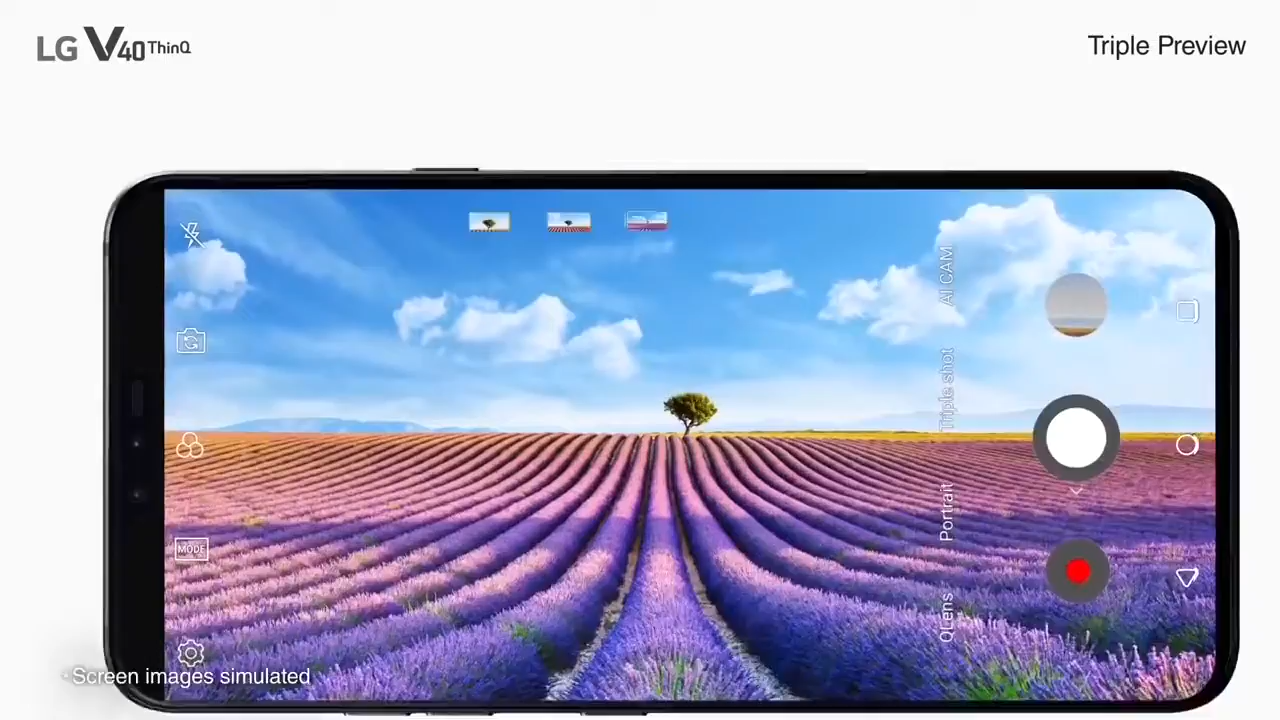 LG V40 ThinQ
Triple Preview
AI CAM
Triple shot
Portrait
QLens
MODE
*Screen images simulated